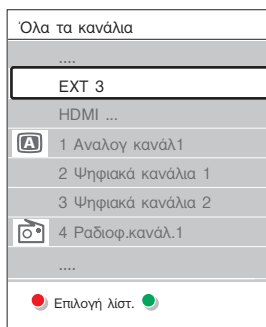 Όλα τα κανάλια
....
EXT 3
HDMI ...
A 1 Αναλογ κανάλ1
2 Ψηφιακά κανάλια 1
3 Ψηφιακά κανάλια 2
4 Ραδιοφ.κανάλ.1
....
Επιλογή λίστ.